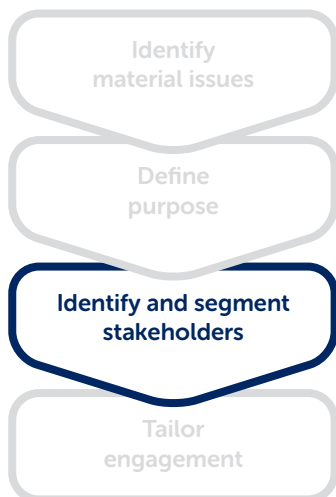 Identify
material issues
Define
purpose
Identify and segment
stakeholders
Tailor
engagement